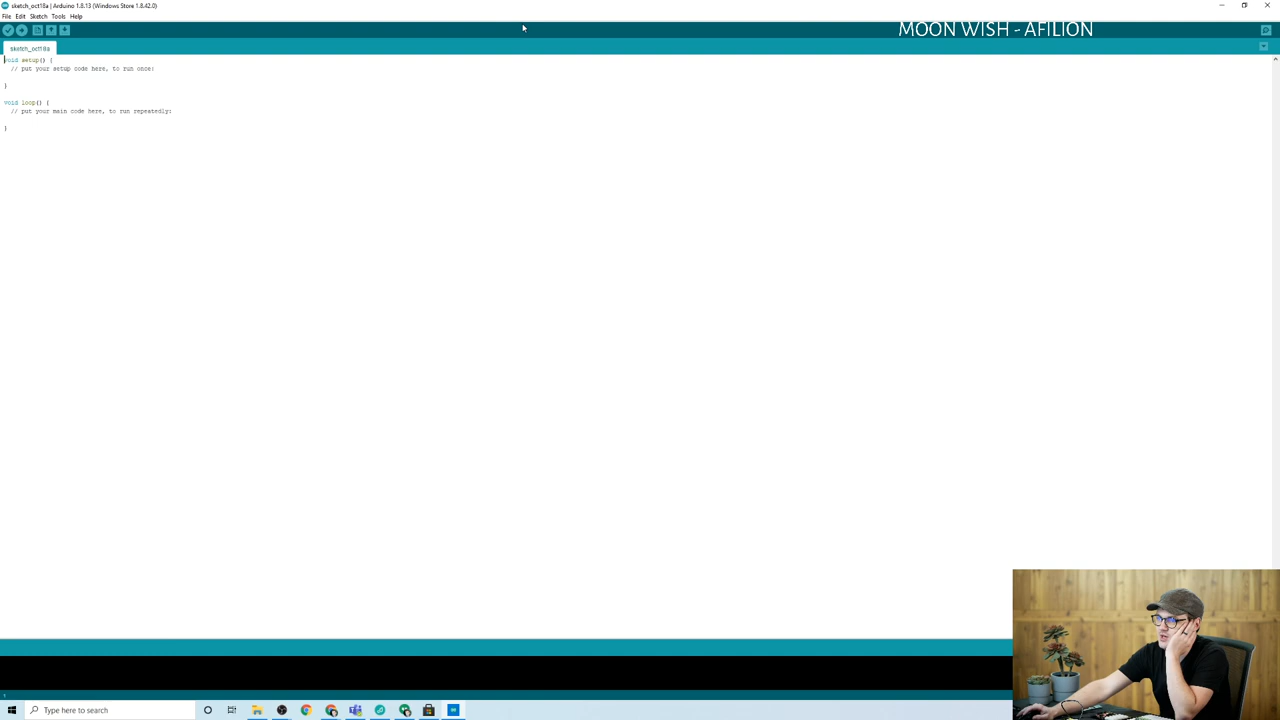 sketch_oct18a | Arduino 1.8.13 (Windows Store 1.8.42.0)
File Edit Sketch Tools Help
MOON WISH - AFILION
sketch_oct18a
void setup() {
// put your setup code here, to run once:
}
void loop() {
// put your main code here, to run repeatedly:
}
1
Type here to search